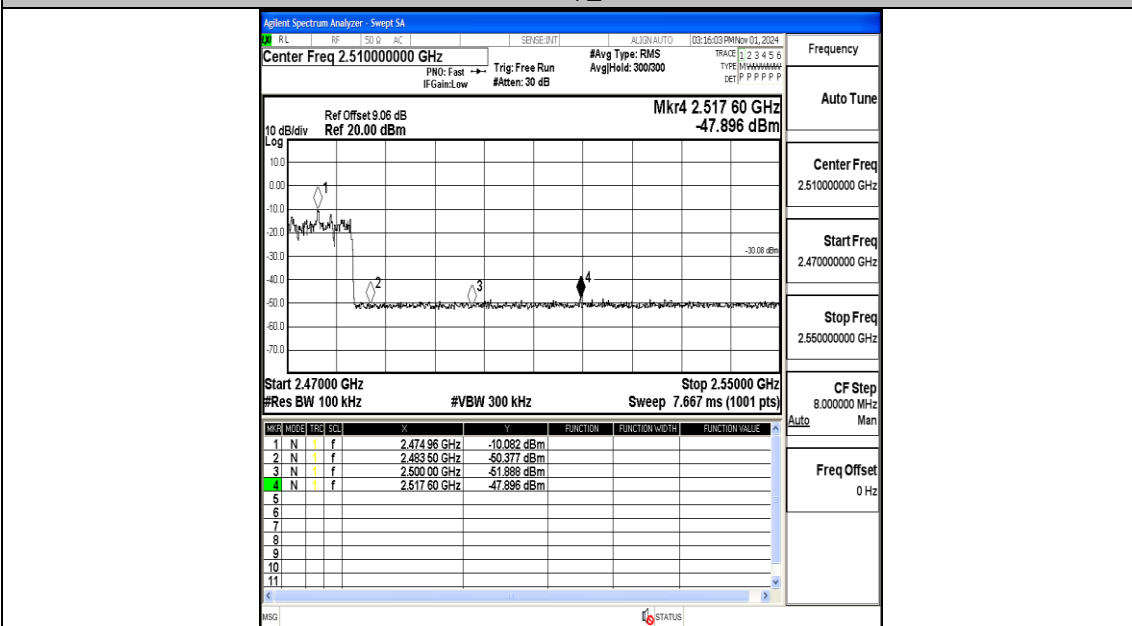 Agilent Spectrum Analyzer - Swept SA
RL RF 50 Ω AC SENSE:INT ALIGNAUTO 03:16:03 PM Nov 01, 2024
Center Freq 2.510000000 GHz
PNO: Fast
IFGain:Low
Trig: Free Run
#Atten: 30 dB
#Avg Type: RMS
Avg|Hold: 300/300
TRACE 1 2 3 4 5 6
TYPE M
DET P P P P P P
Mkr4 2.517 60 GHz
-47.896 dBm
Ref Offset 9.06 dB
Ref 20.00 dBm
10 dB/div
Log
10.0
0.00
-10.0
-20.0
-30.0
-40.0
-50.0
-60.0
-70.0
1
2
3
4
-30.08 dBm
Start 2.47000 GHz Stop 2.55000 GHz
#Res BW 100 kHz #VBW 300 kHz Sweep 7.667 ms (1001 pts)
MKR MODE TRC SCL X Y FUNCTION FUNCTION WIDTH FUNCTION VALUE
1 N 1 f 2.474 96 GHz -10.082 dBm
2 N 1 f 2.483 50 GHz -50.377 dBm
3 N 1 f 2.500 00 GHz -51.888 dBm
4 N 1 f 2.517 60 GHz -47.896 dBm
5
6
7
8
9
10
11
MSG STATUS
Frequency
Auto Tune
Center Freq
2.510000000 GHz
Start Freq
2.470000000 GHz
Stop Freq
2.550000000 GHz
CF Step
8.000000 MHz
Auto Man
Freq Offset
0 Hz